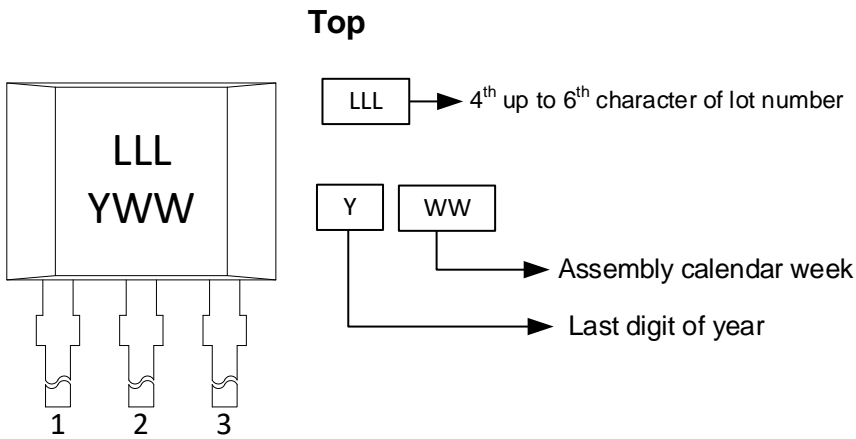 Top
LLL
YWW
1 2 3
LLL
4th up to 6th character of lot number
Y WW
Assembly calendar week
Last digit of year